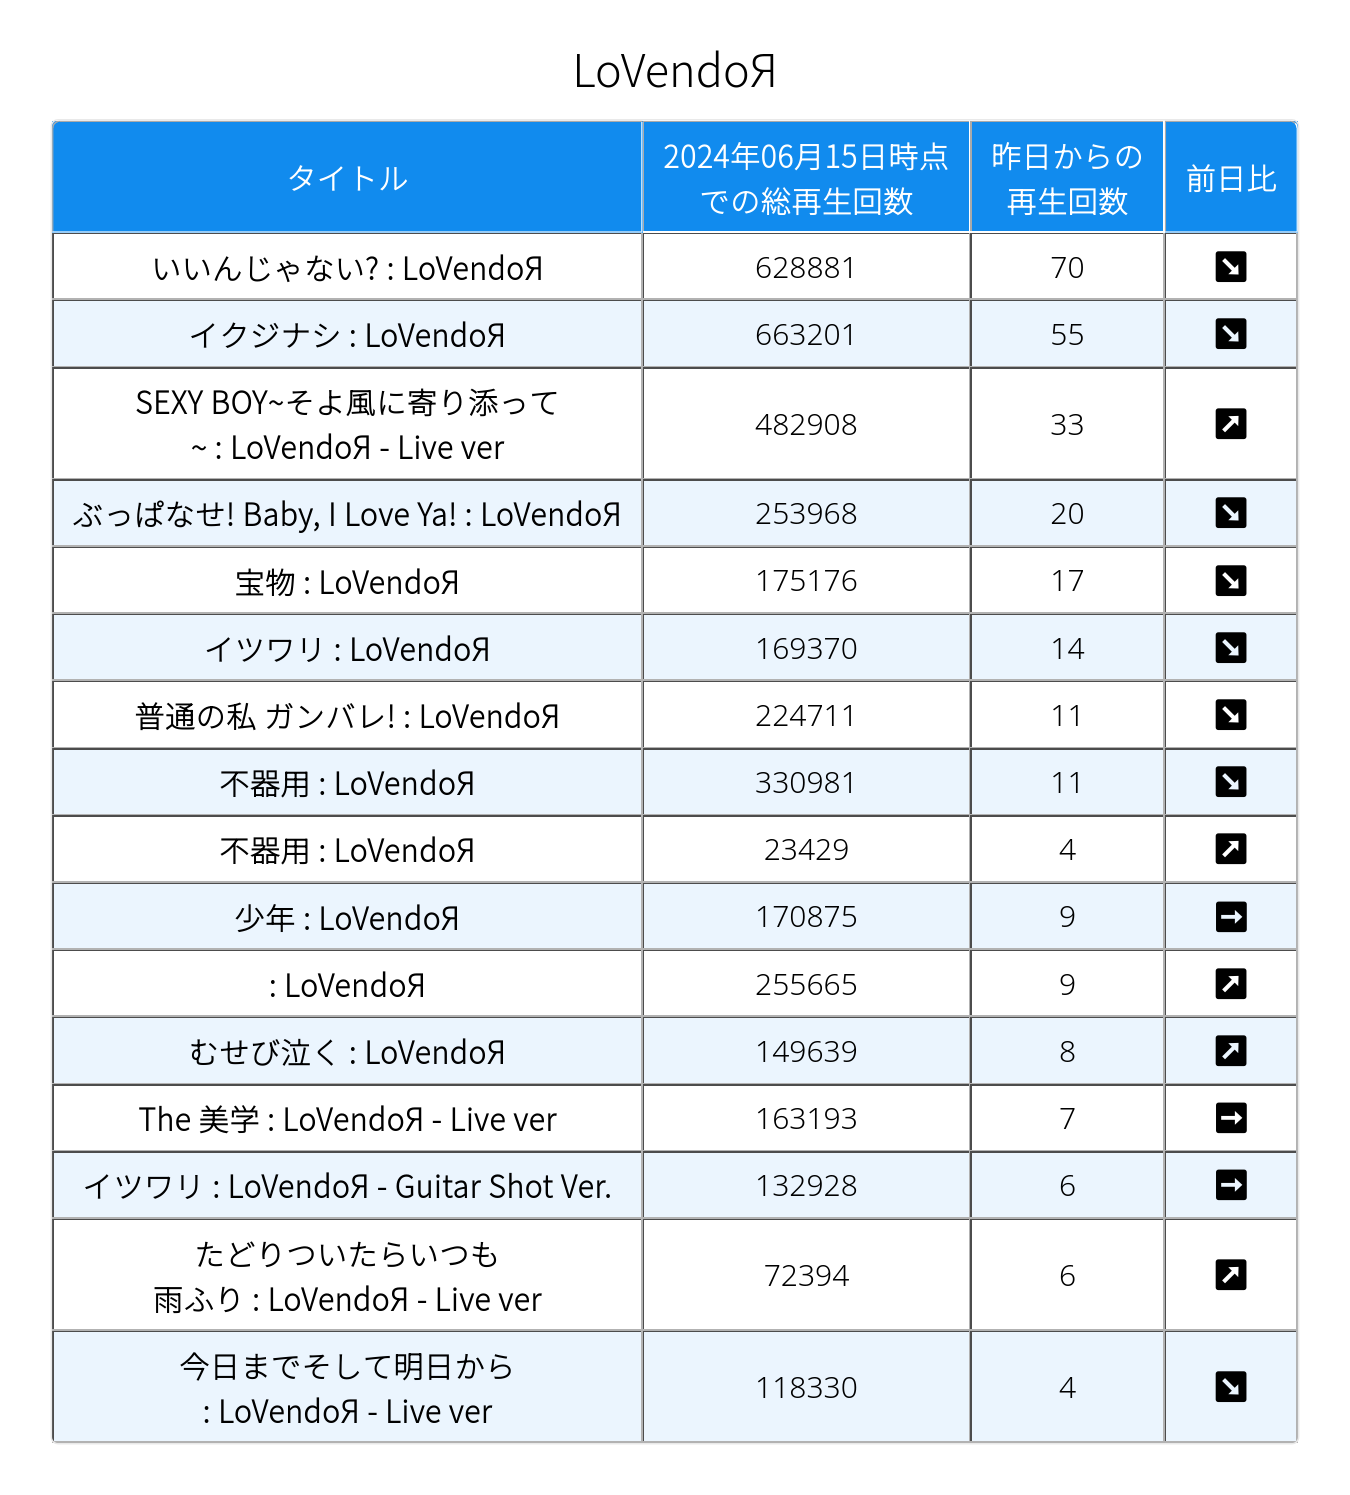 LoVendoЯ
タイトル
2024年06月15日時点
での総再生回数
昨日からの
再生回数
前日比
いいんじゃない? : LoVendoЯ 628881 70
イクジナシ : LoVendoЯ 663201 55
SEXY BOY~そよ風に寄り添って
~ : LoVendoЯ - Live ver 482908 33
ぶっぱなせ! Baby, I Love Ya! : LoVendoЯ 253968 20
宝物 : LoVendoЯ 175176 17
イツワリ : LoVendoЯ 169370 14
普通の私 ガンバレ! : LoVendoЯ 224711 11
不器用 : LoVendoЯ 330981 11
不器用 : LoVendoЯ 23429 4
少年 : LoVendoЯ 170875 9
: LoVendoЯ 255665 9
むせび泣く : LoVendoЯ 149639 8
The 美学 : LoVendoЯ - Live ver 163193 7
イツワリ : LoVendoЯ - Guitar Shot Ver. 132928 6
たどりついたらいつも
雨ふり : LoVendoЯ - Live ver 72394 6
今日までそして明日から
: LoVendoЯ - Live ver 118330 4